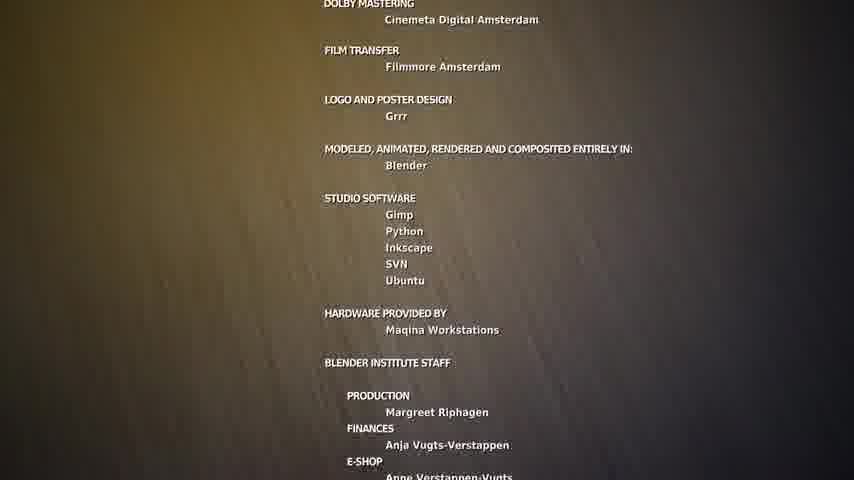 DOLBY MASTERING
Cinemeta Digital Amsterdam
FILM TRANSFER
Filmmore Amsterdam
LOGO AND POSTER DESIGN
Grrr
MODELED, ANIMATED, RENDERED AND COMPOSITED ENTIRELY IN:
Blender
STUDIO SOFTWARE
Gimp
Python
Inkscape
SVN
Ubuntu
HARDWARE PROVIDED BY
Maqina Workstations
BLENDER INSTITUTE STAFF
PRODUCTION
Margreet Riphagen
FINANCES
Anja Vugts-Verstappen
E-SHOP
Anne Verstappen-Vugts